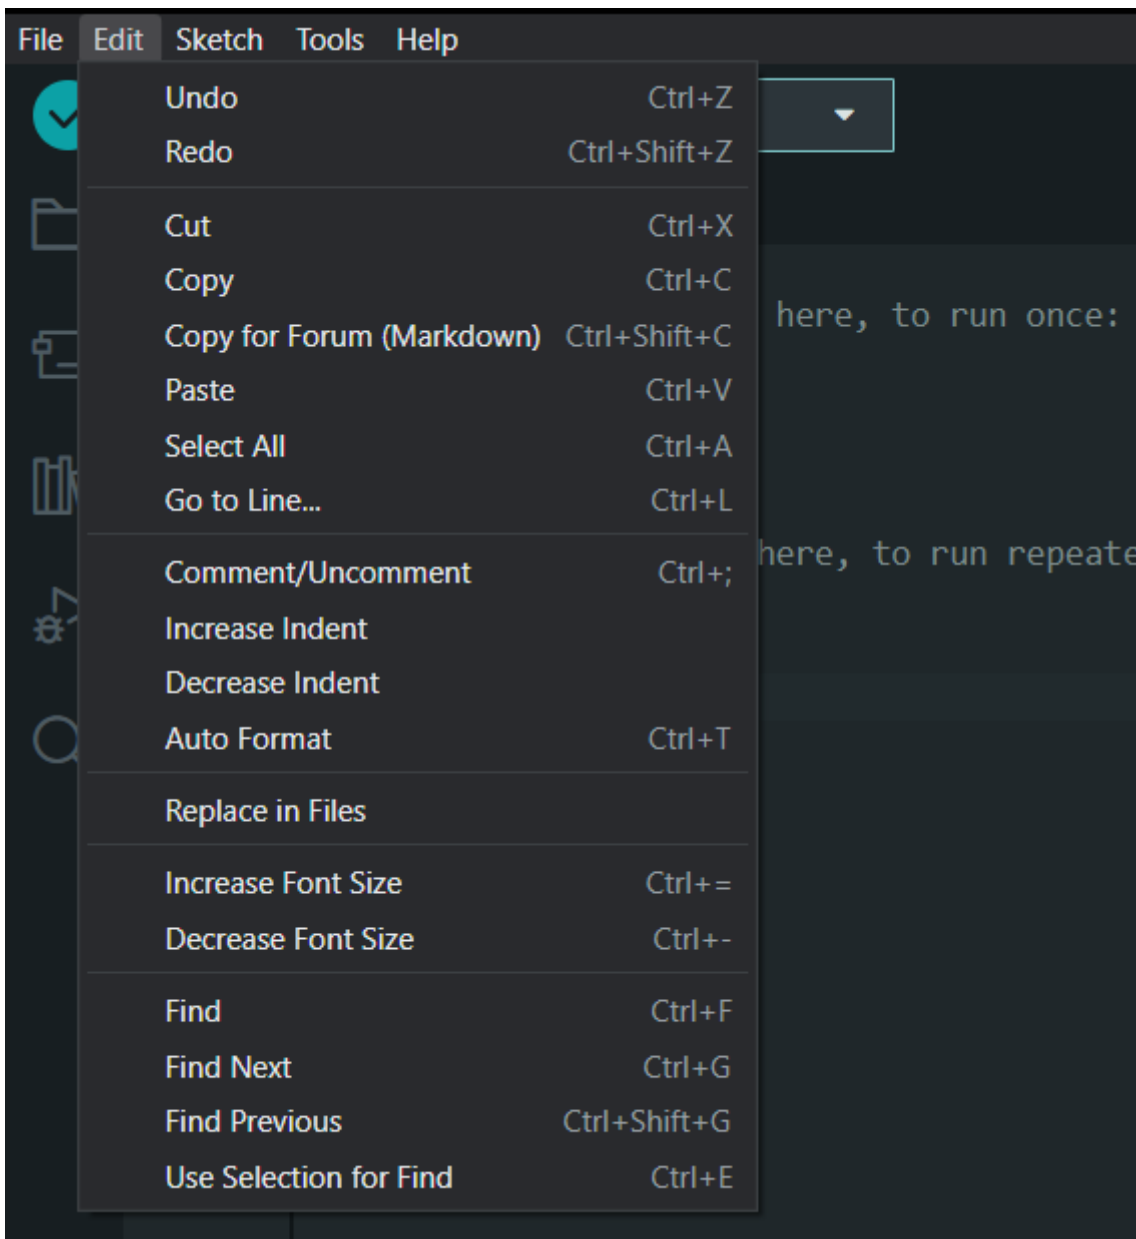 File Edit Sketch Tools Help
Undo Ctrl+Z
Redo Ctrl+Shift+Z
Cut Ctrl+X
Copy Ctrl+C
Copy for Forum (Markdown) Ctrl+Shift+C
Paste Ctrl+V
Select All Ctrl+A
Go to Line... Ctrl+L
Comment/Uncomment Ctrl+;
Increase Indent
Decrease Indent
Auto Format Ctrl+T
Replace in Files
Increase Font Size Ctrl+=
Decrease Font Size Ctrl+-
Find Ctrl+F
Find Next Ctrl+G
Find Previous Ctrl+Shift+G
Use Selection for Find Ctrl+E
here, to run once:
here, to run repeate